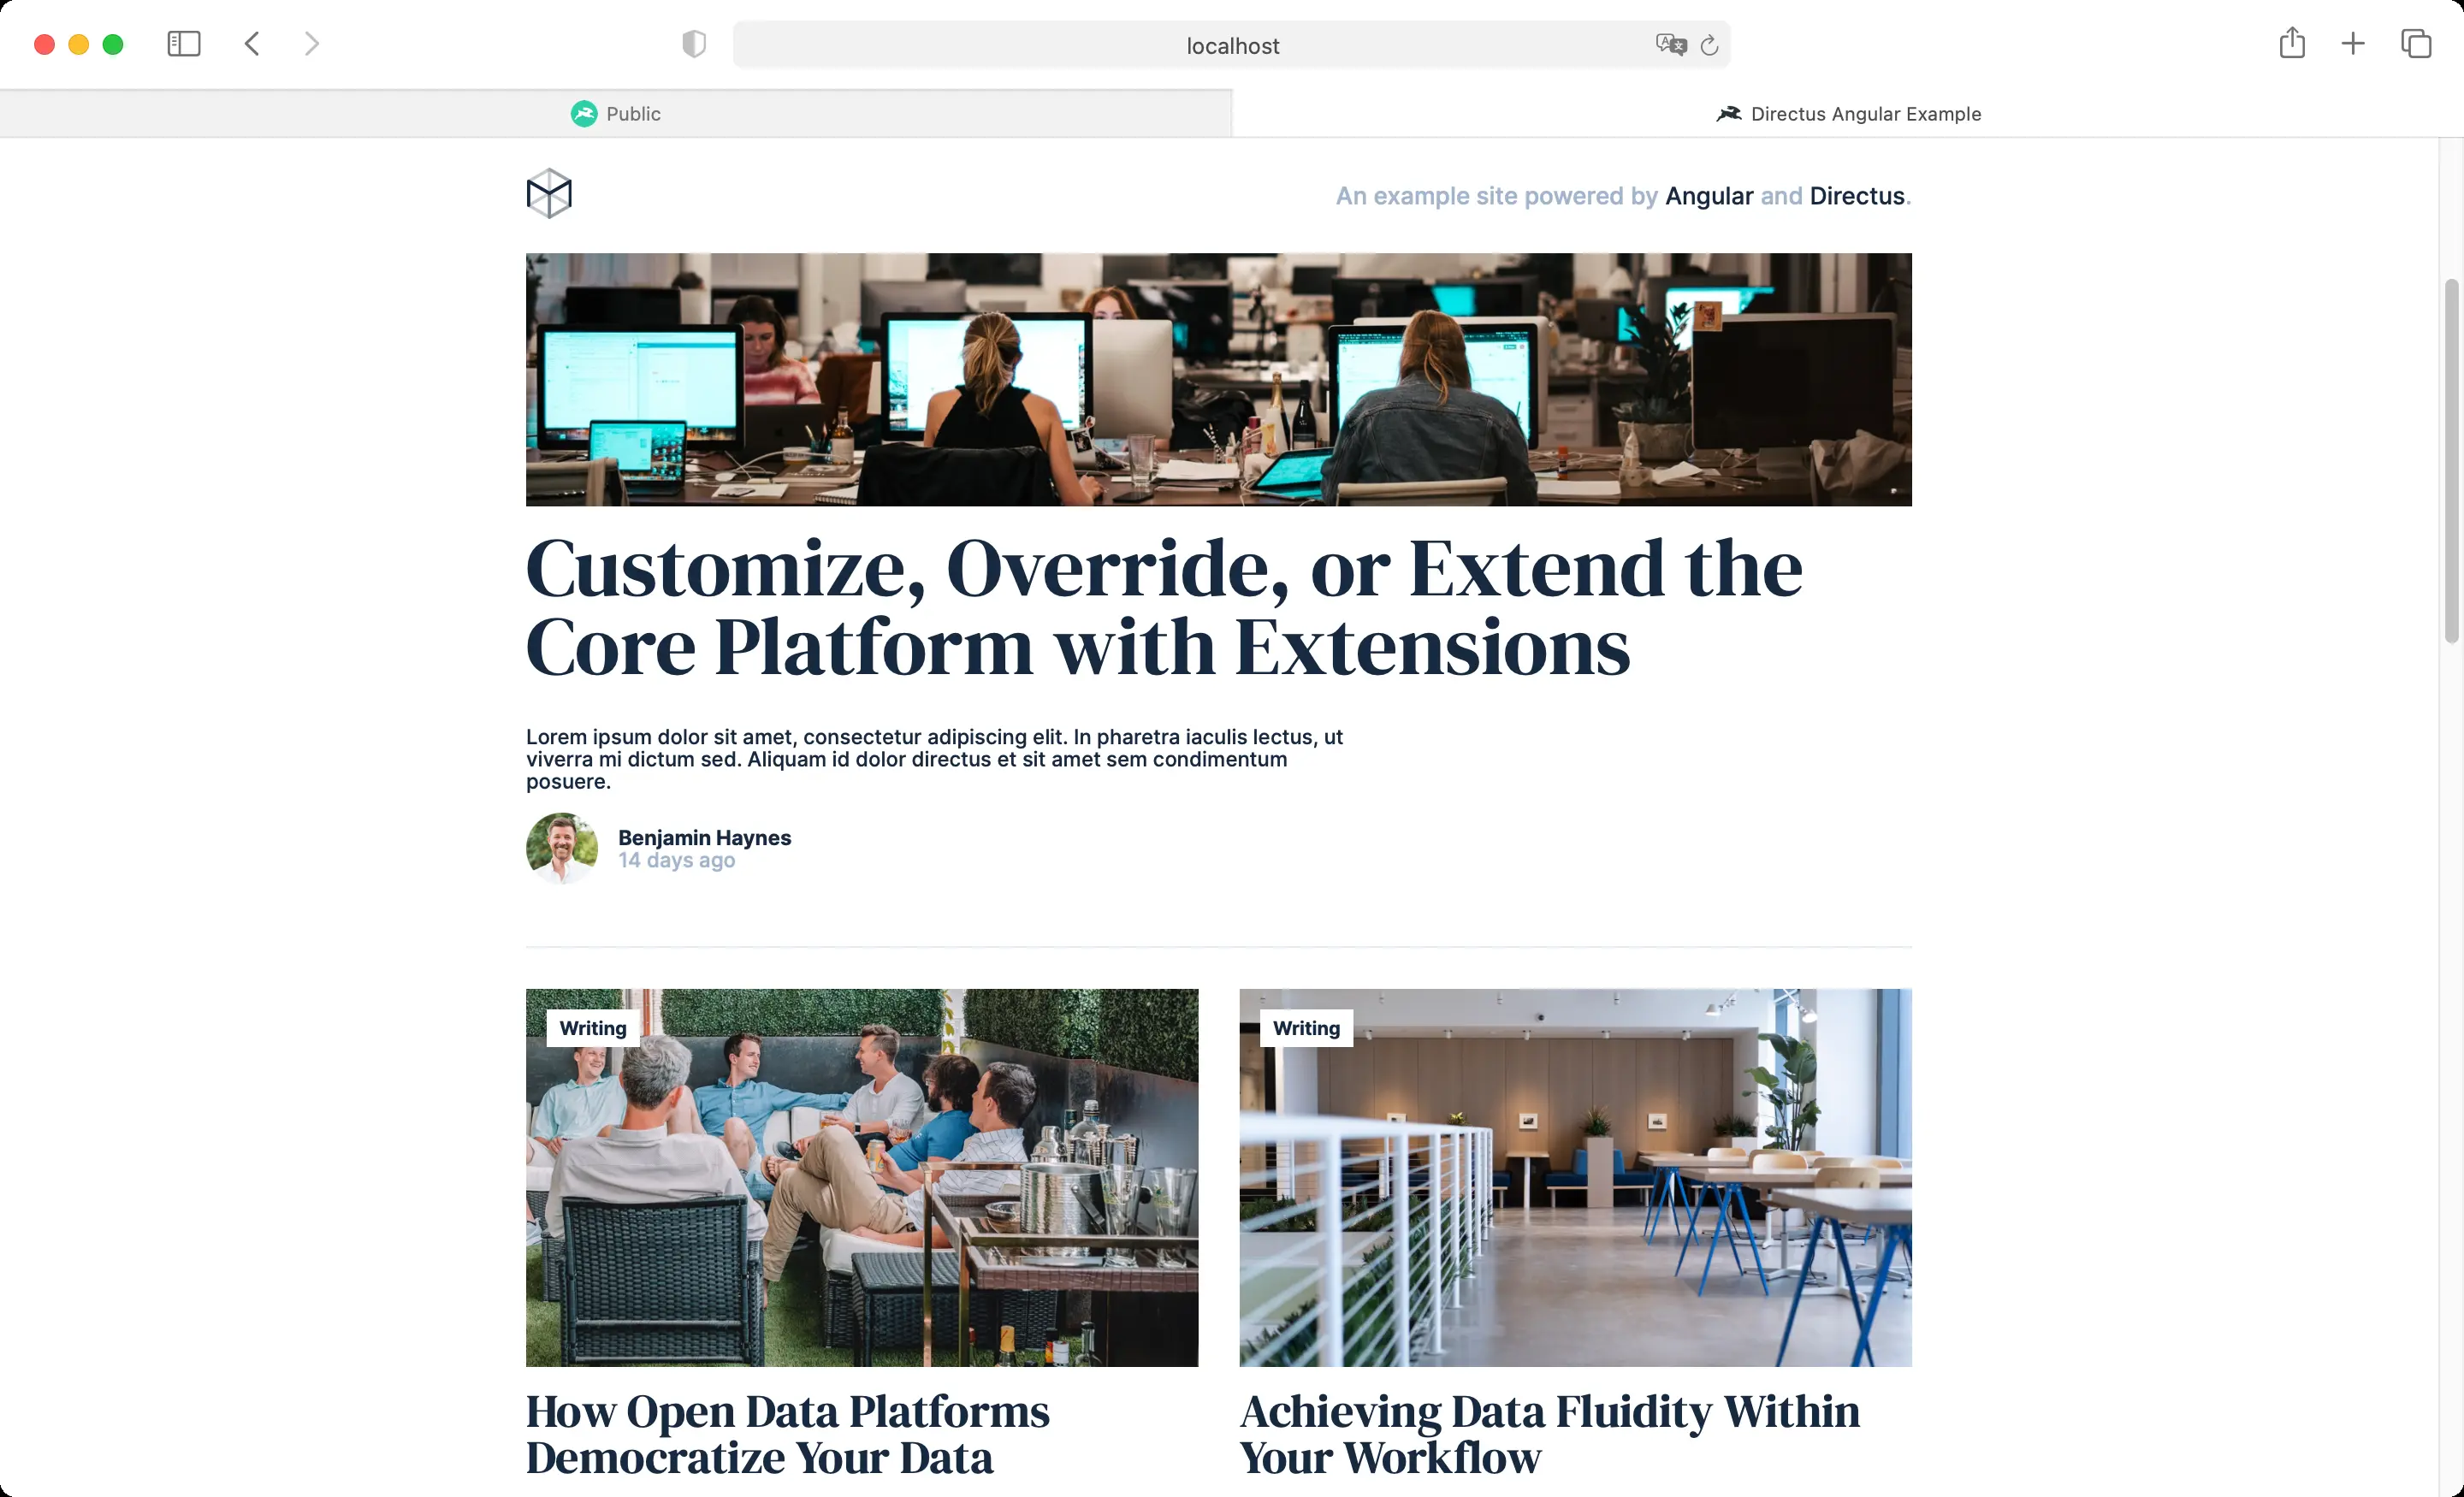 localhost
Public
Directus Angular Example
An example site powered by Angular and Directus.
Customize, Override, or Extend the
Core Platform with Extensions
Lorem ipsum dolor sit amet, consectetur adipiscing elit. In pharetra iaculis lectus, ut
viverra mi dictum sed. Aliquam id dolor directus et sit amet sem condimentum
posuere.
Benjamin Haynes
14 days ago
Writing
Writing
How Open Data Platforms
Democratize Your Data
Achieving Data Fluidity Within
Your Workflow